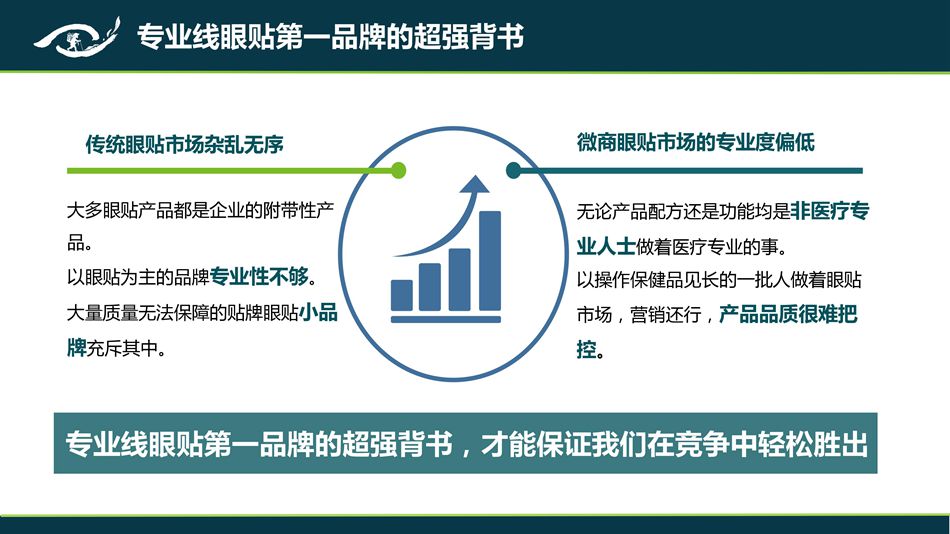 专业线眼贴第一品牌的超强背书
传统眼贴市场杂乱无序
大多眼贴产品都是企业的附带性产
品。
以眼贴为主的品牌专业性不够。
大量质量无法保障的贴牌眼贴小品
牌充斥其中。
微商眼贴市场的专业度偏低
无论产品配方还是功能均是非医疗专
业人士做着医疗专业的事。
以操作保健品见长的一批人做着眼贴
市场，营销还行，产品品质很难把
控。
专业线眼贴第一品牌的超强背书，才能保证我们在竞争中轻松胜出